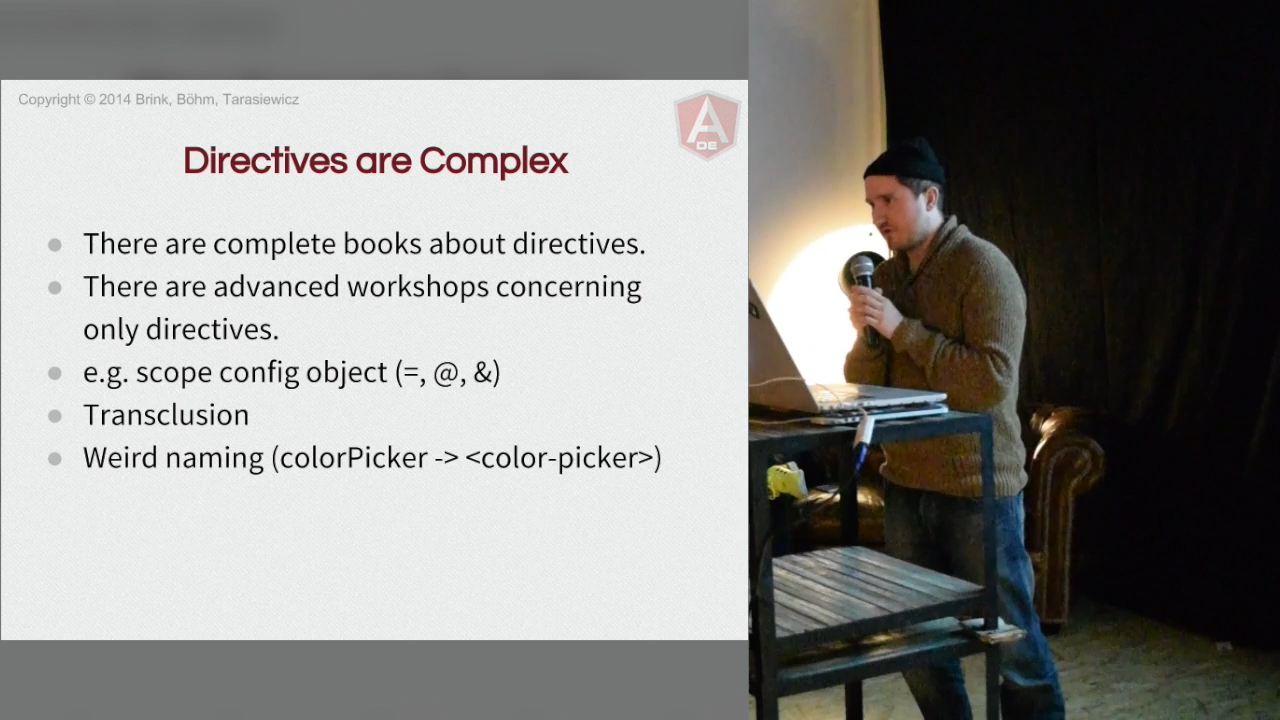 Copyright © 2014 Brink, Böhm, Tarasiewicz
A
DE
Directives are Complex
● There are complete books about directives.
● There are advanced workshops concerning
only directives.
● e.g. scope config object (=, @, &)
● Transclusion
● Weird naming (colorPicker -> <color-picker>)